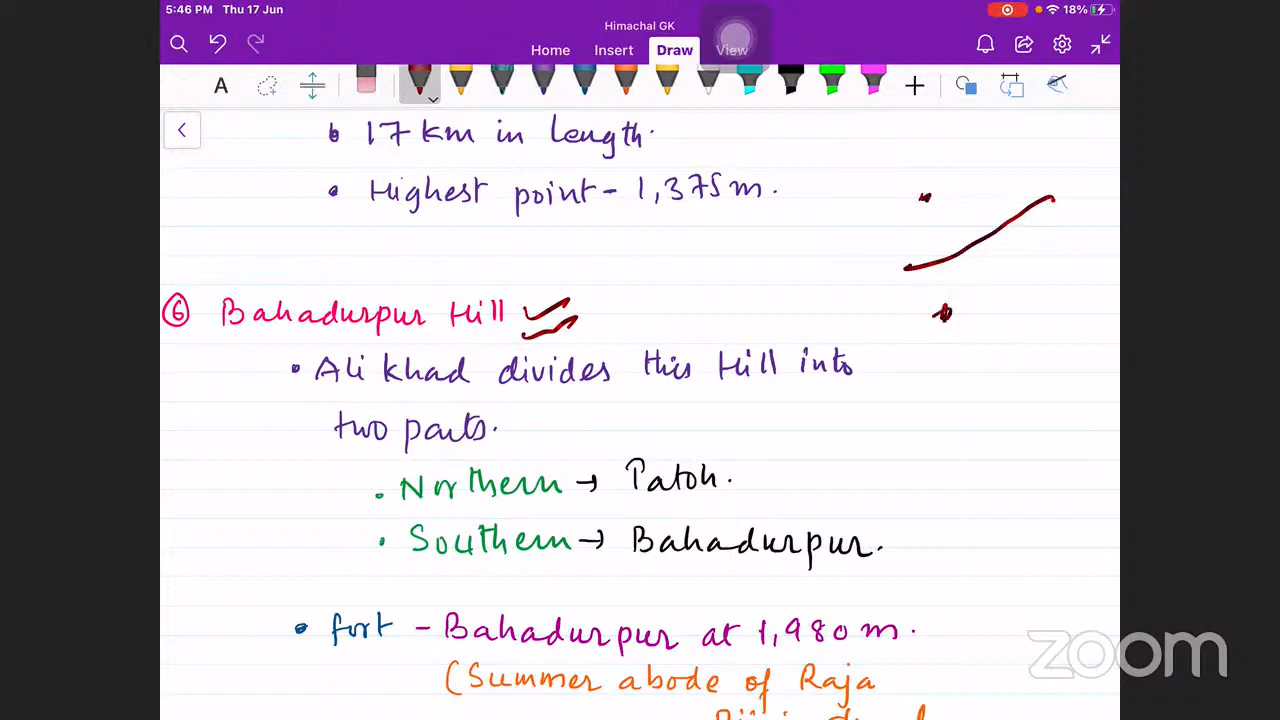 5:46 PM Thu 17 Jun
18%
Himachal GK
Home Insert Draw View
A
17 km in length.
Highest point - 1,375m.
6 Bahadurpur Hill
Ali khad divides this Hill into
two parts.
Northern → Patoh.
Southern → Bahadurpur.
fort - Bahadurpur at 1,980 m.
(Summer abode of Raja
zoom